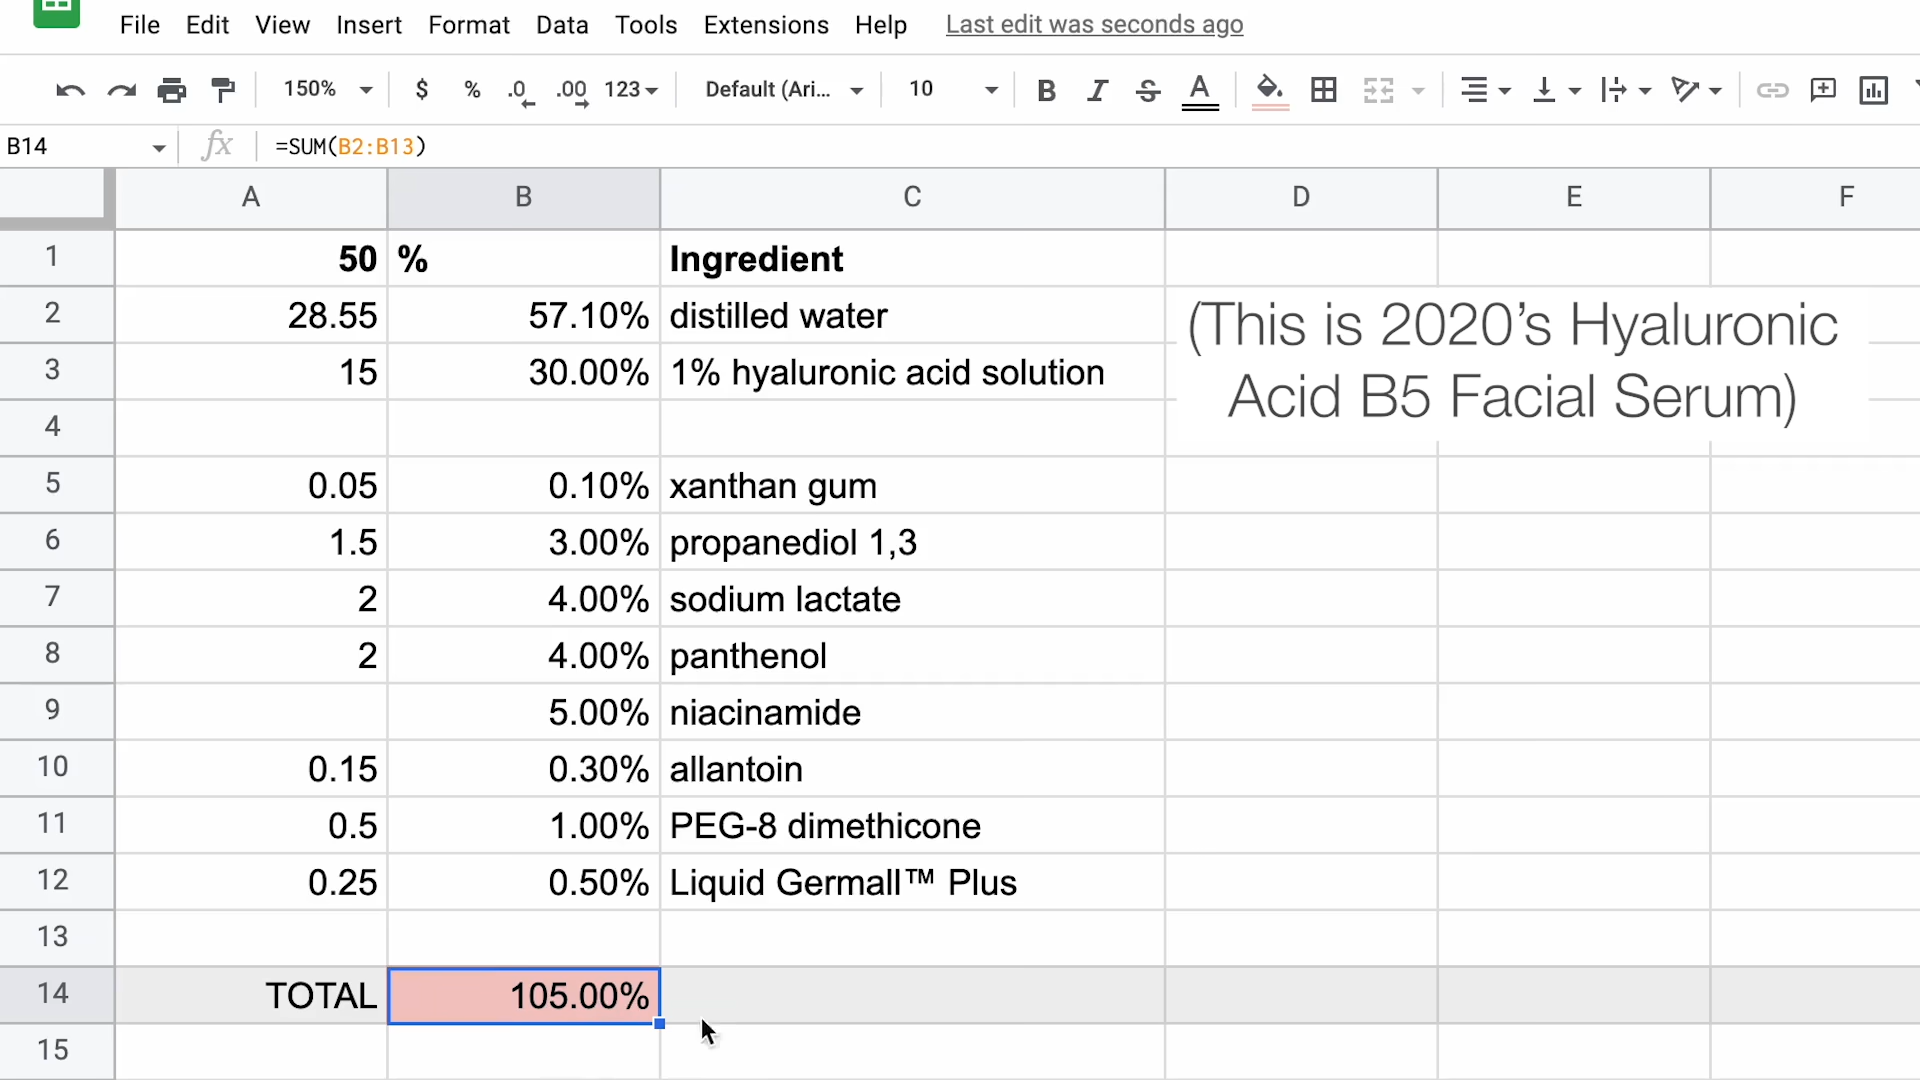 File Edit View Insert Format Data Tools Extensions Help Last edit was seconds ago
150% $ % .0 .00 123 Default (Ari... 10 B I S A
B14 fx =SUM(B2:B13)
A B C D E F
1 50 % Ingredient
2 28.55 57.10% distilled water
3 15 30.00% 1% hyaluronic acid solution
(This is 2020’s Hyaluronic
Acid B5 Facial Serum)
4
5 0.05 0.10% xanthan gum
6 1.5 3.00% propanediol 1,3
7 2 4.00% sodium lactate
8 2 4.00% panthenol
9 5.00% niacinamide
10 0.15 0.30% allantoin
11 0.5 1.00% PEG-8 dimethicone
12 0.25 0.50% Liquid Germall™ Plus
13
14 TOTAL 105.00%
15